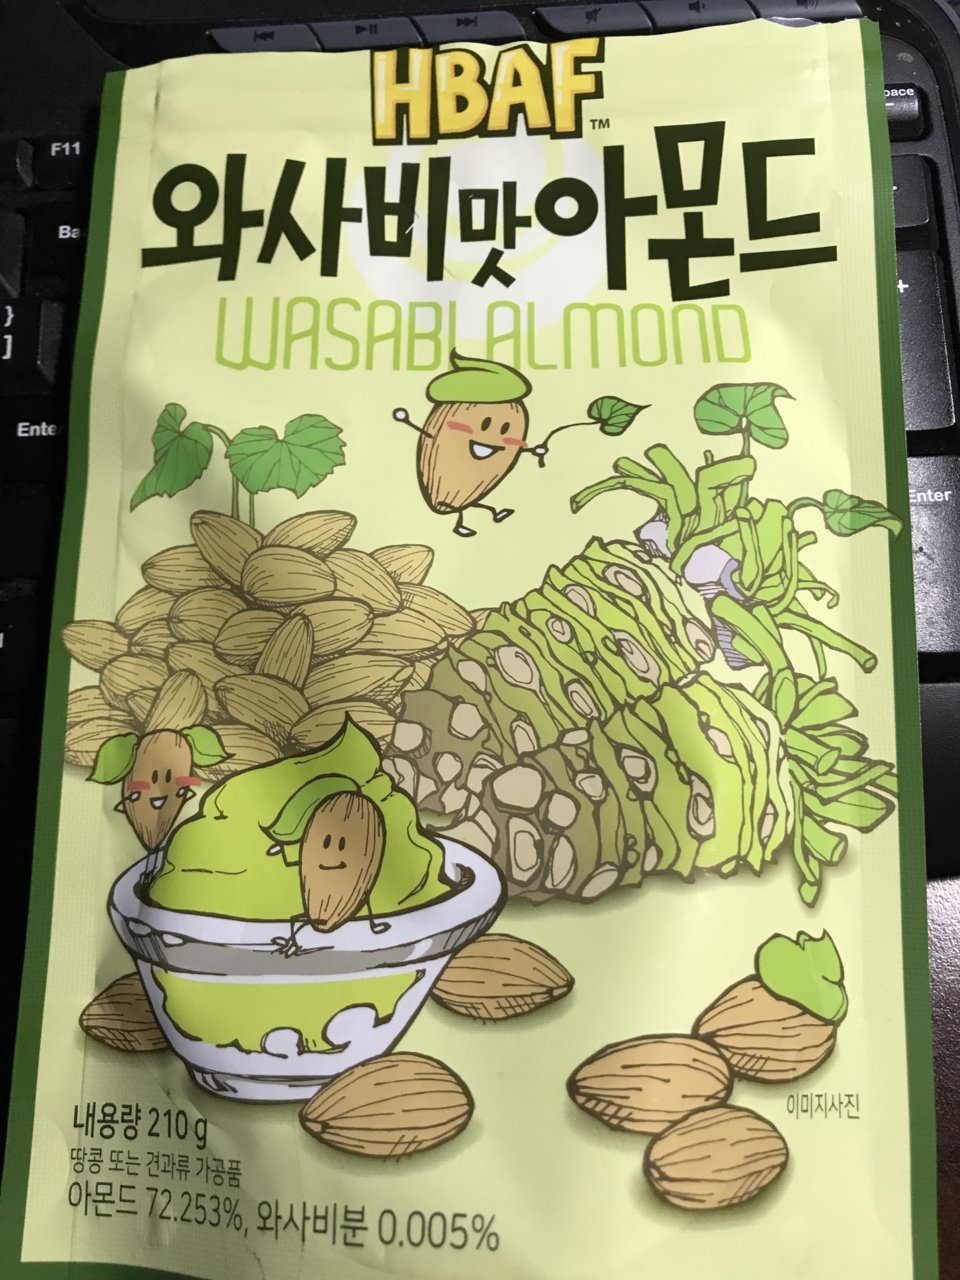 HBAF™
와사비맛아몬드
WASABI ALMOND
이미지사진
내용량 210 g
땅콩 또는 견과류 가공품
아몬드 72.253%, 와사비분 0.005%
F11
Enter
}
]
+
Enter